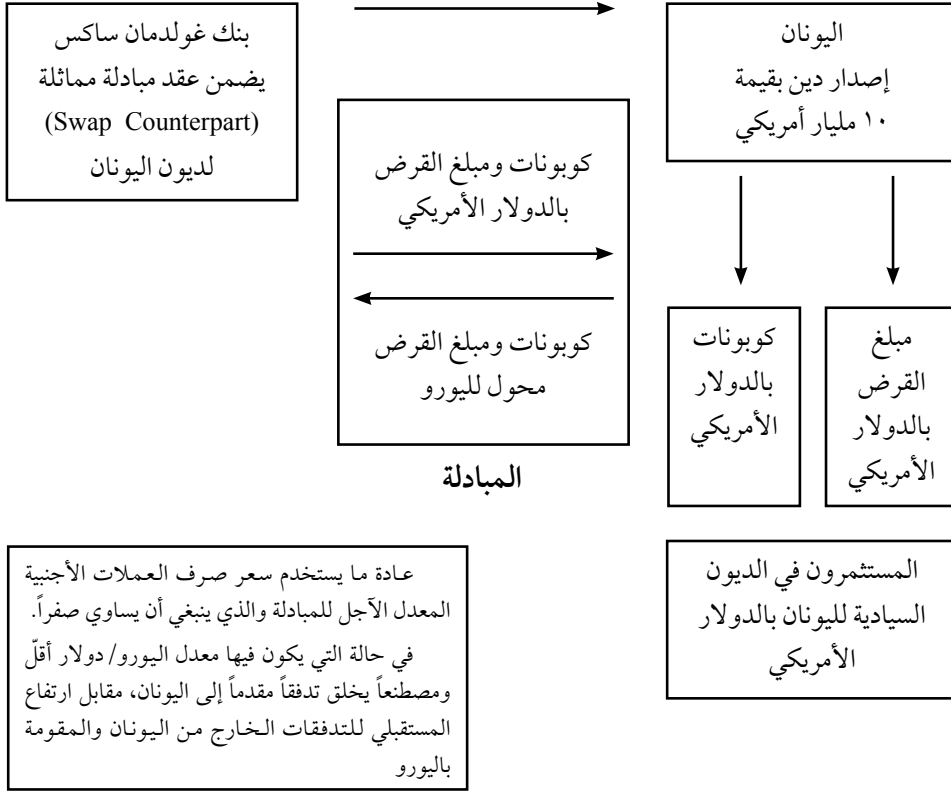 اليونان
إصدار دين بقيمة
١٠ مليار أمريكي
بنك غولدمان ساكس
يضمن عقد مبادلة مماثلة
(Swap Counterpart)
لديون اليونان
كوبونات ومبلغ القرض
بالدولار الأمريكي
كوبونات ومبلغ القرض
محول لليورو
المبادلة
مبلغ
القرض
بالدولار
الأمريكي
كوبونات
بالدولار
الأمريكي
المستثمرون في الديون
السيادية لليونان بالدولار
الأمريكي
عادة ما يستخدم سعر صرف العملات الأجنبية
المعدل الآجل للمبادلة والذي ينبغي أن يساوي صفراً.
في حالة التي يكون فيها معدل اليورو/ دولار أقلّ
ومصطنعاً يخلق تدفقاً مقدماً إلى اليونان، مقابل ارتفاع
المستقبلي للتدفقات الخارج من اليونان والمقومة
باليورو